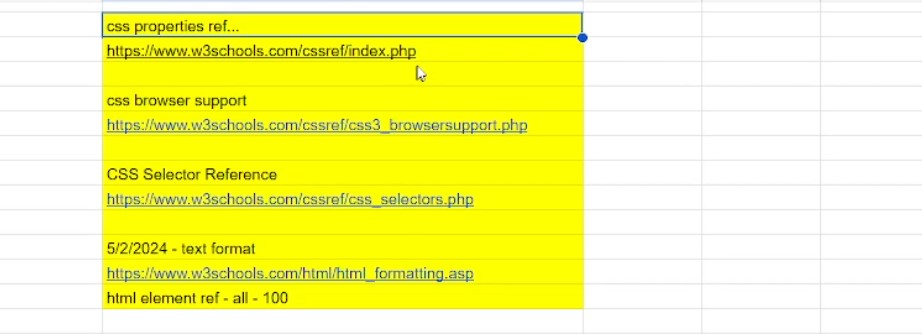 css properties ref...
https://www.w3schools.com/cssref/index.php
css browser support
https://www.w3schools.com/cssref/css3_browsersupport.php
CSS Selector Reference
https://www.w3schools.com/cssref/css_selectors.php
5/2/2024 - text format
https://www.w3schools.com/html/html_formatting.asp
html element ref - all - 100